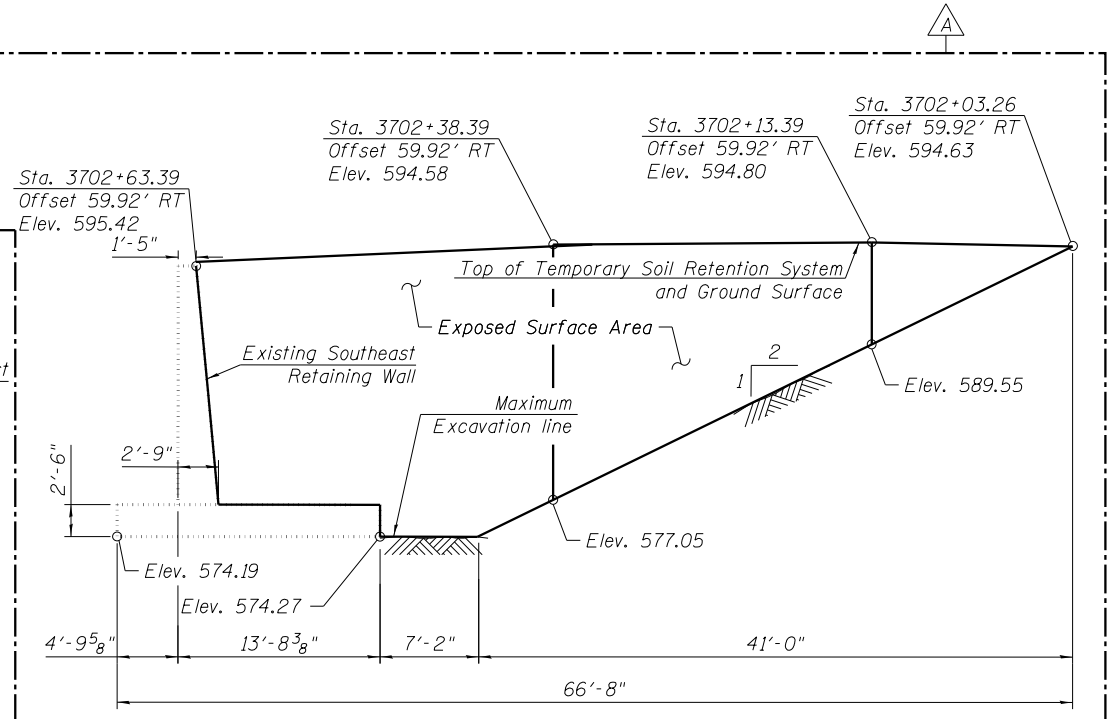 A
Sta. 3702+38.39
Offset 59.92' RT
Elev. 594.58
Sta. 3702+13.39
Offset 59.92' RT
Elev. 594.80
Sta. 3702+03.26
Offset 59.92' RT
Elev. 594.63
Sta. 3702+63.39
Offset 59.92' RT
Elev. 595.42
1'-5"
Top of Temporary Soil Retention System
and Ground Surface
Exposed Surface Area
Existing Southeast
Retaining Wall
2
1
Elev. 589.55
Maximum
Excavation line
2'-9"
2'-6"
Elev. 577.05
Elev. 574.19
Elev. 574.27
4'-9⅝"
13'-8⅜"
7'-2"
41'-0"
66'-8"